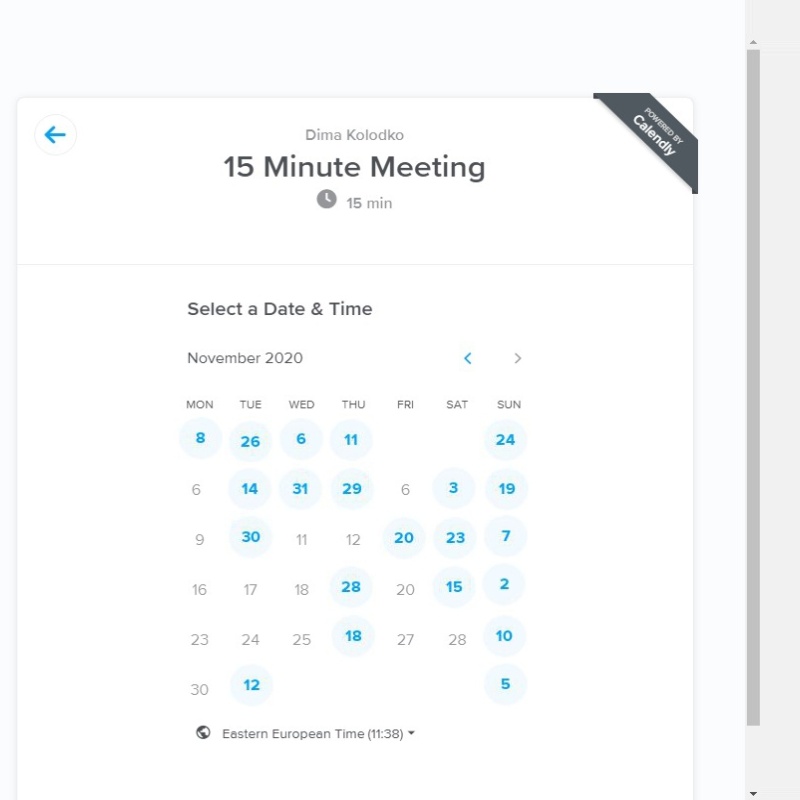 POWERED BY
Calendly
Dima Kolodko
15 Minute Meeting
15 min
Select a Date & Time
November 2020
MON TUE WED THU FRI SAT SUN
8 26 6 11 24
6 14 31 29 6 3 19
9 30 11 12 20 23 7
16 17 18 28 20 15 2
23 24 25 18 27 28 10
30 12 5
Eastern European Time (11:38)